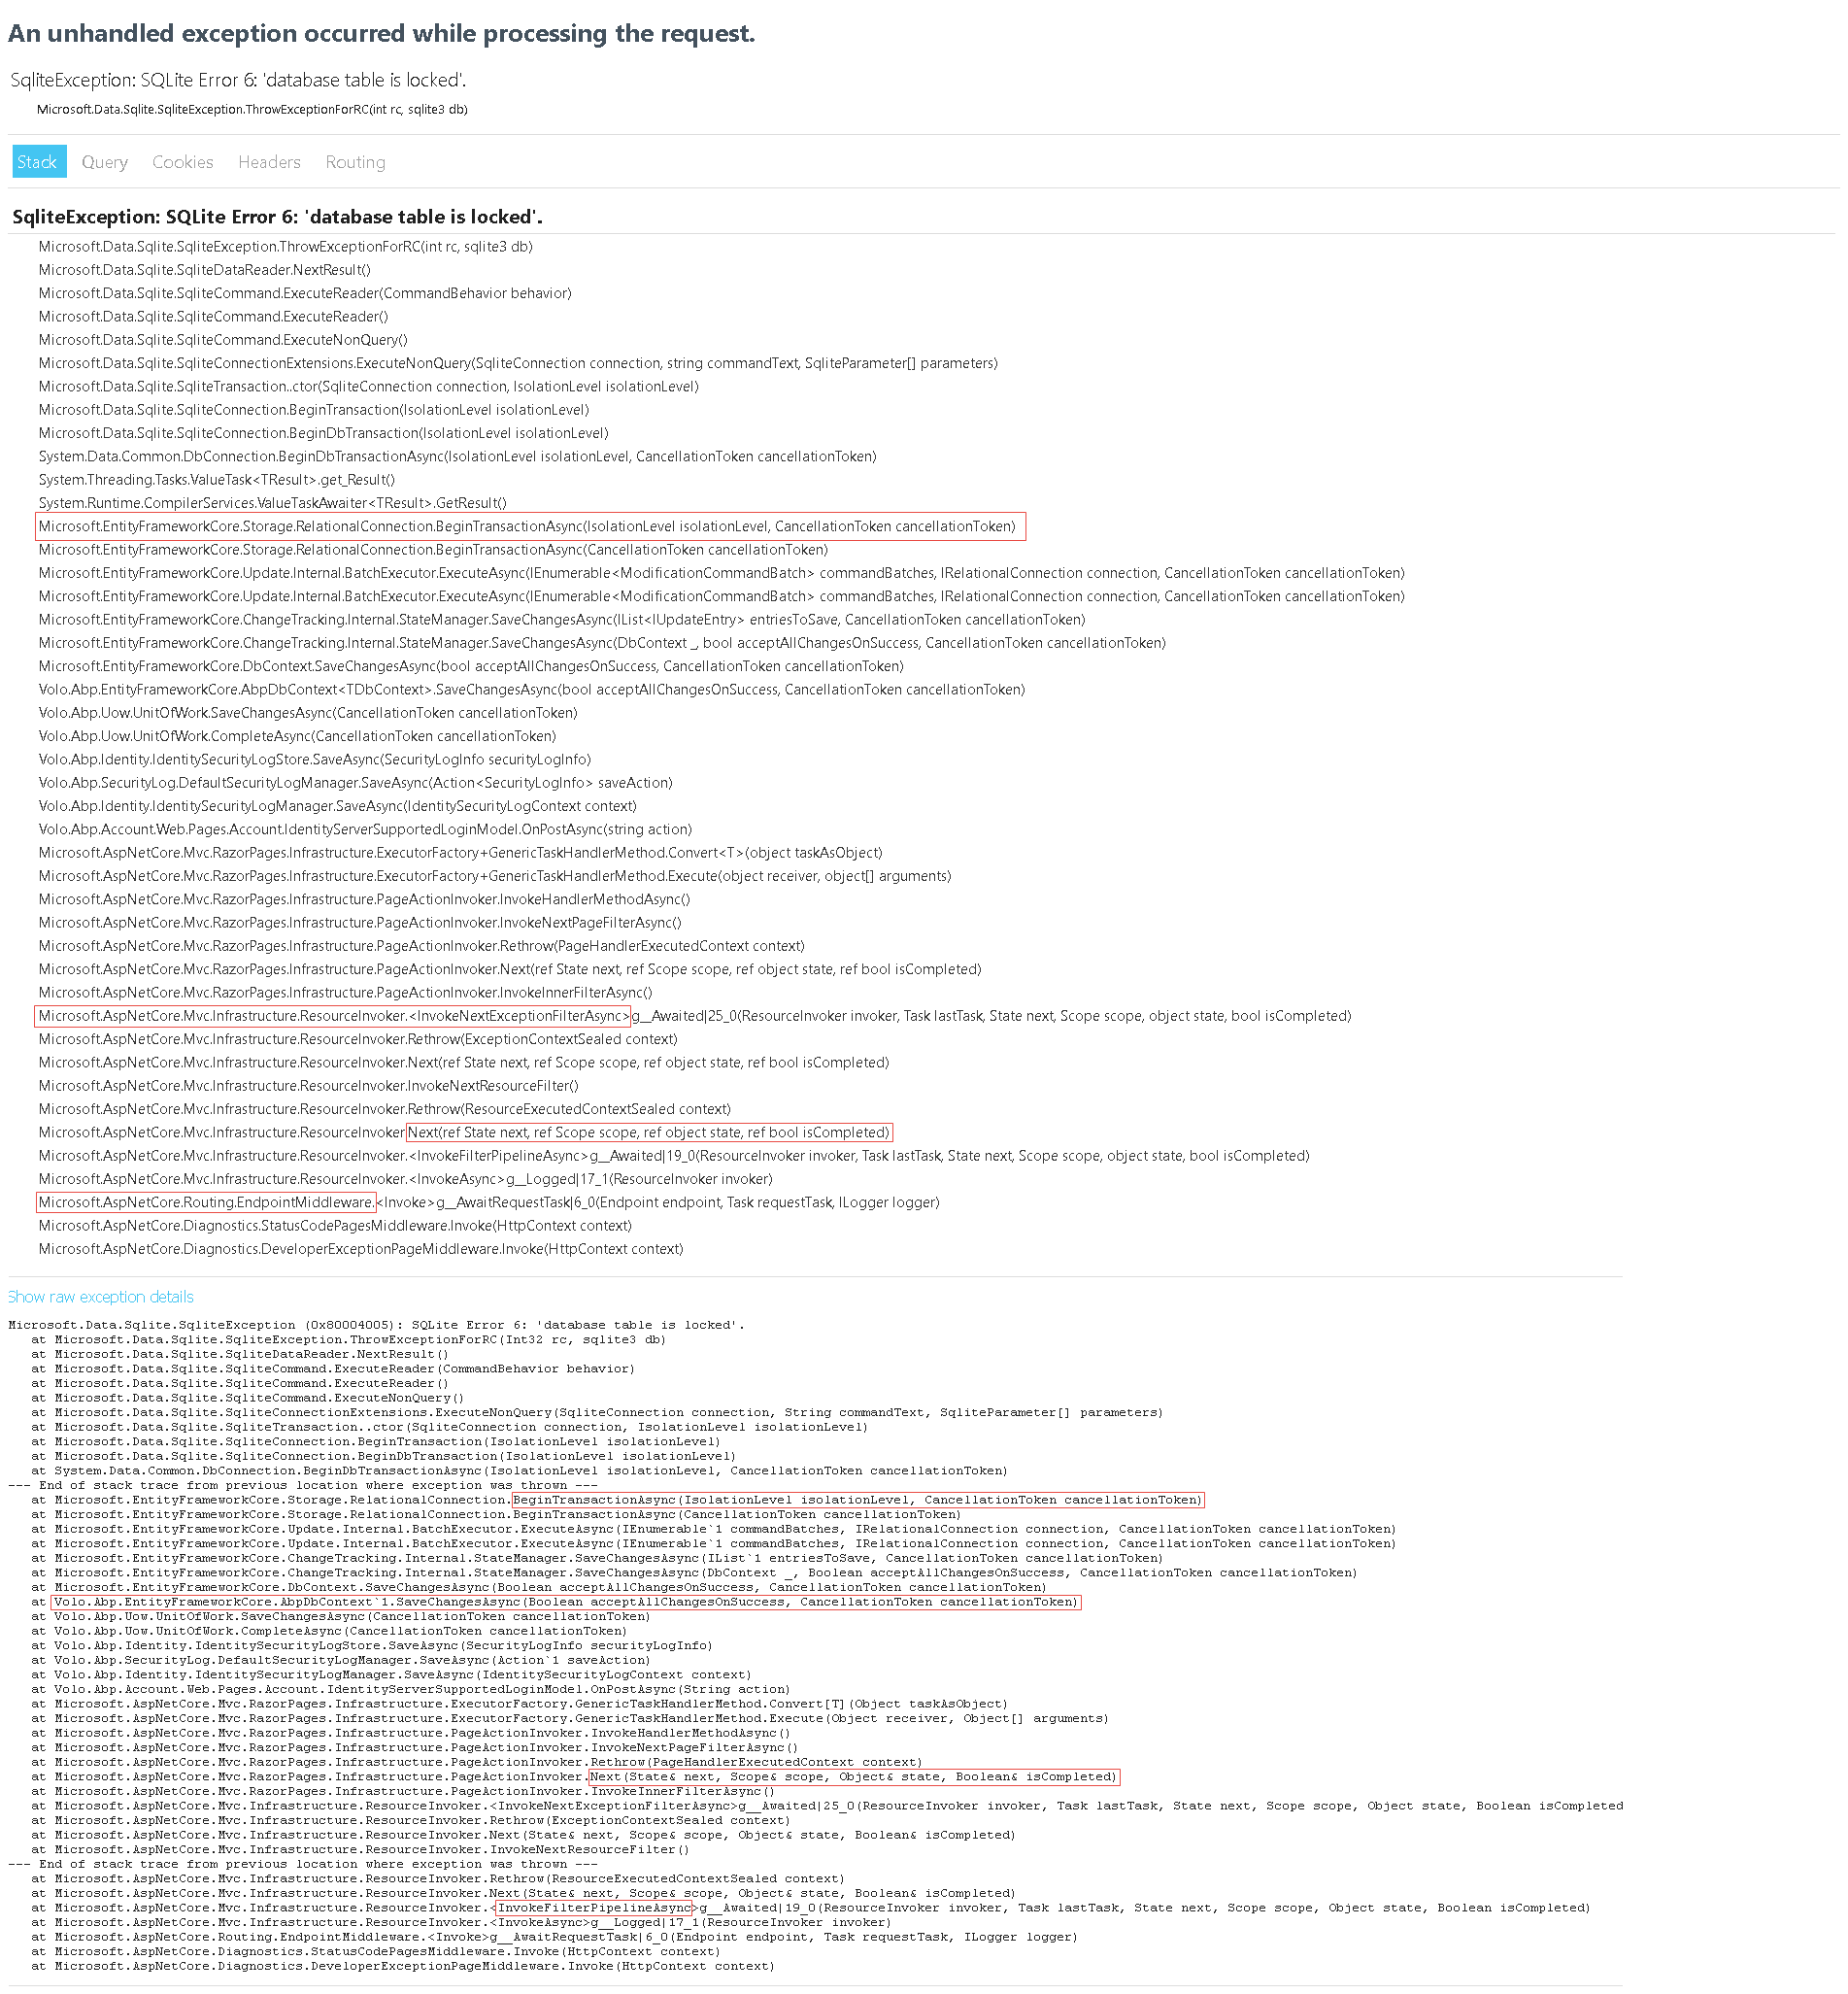 An unhandled exception occurred while processing the request.
SqliteException: SQLite Error 6: 'database table is locked'.
Microsoft.Data.Sqlite.SqliteException.ThrowExceptionForRC(int rc, sqlite3 db)
Stack Query Cookies Headers Routing
SqliteException: SQLite Error 6: 'database table is locked'.
Microsoft.Data.Sqlite.SqliteException.ThrowExceptionForRC(int rc, sqlite3 db)
Microsoft.Data.Sqlite.SqliteDataReader.NextResult()
Microsoft.Data.Sqlite.SqliteCommand.ExecuteReader(CommandBehavior behavior)
Microsoft.Data.Sqlite.SqliteCommand.ExecuteReader()
Microsoft.Data.Sqlite.SqliteCommand.ExecuteNonQuery()
Microsoft.Data.Sqlite.SqliteConnectionExtensions.ExecuteNonQuery(SqliteConnection connection, string commandText, SqliteParameter[] parameters)
Microsoft.Data.Sqlite.SqliteTransaction..ctor(SqliteConnection connection, IsolationLevel isolationLevel)
Microsoft.Data.Sqlite.SqliteConnection.BeginTransaction(IsolationLevel isolationLevel)
Microsoft.Data.Sqlite.SqliteConnection.BeginDbTransaction(IsolationLevel isolationLevel)
System.Data.Common.DbConnection.BeginDbTransactionAsync(IsolationLevel isolationLevel, CancellationToken cancellationToken)
System.Threading.Tasks.ValueTask<TResult>.get_Result()
System.Runtime.CompilerServices.ValueTaskAwaiter<TResult>.GetResult()
Microsoft.EntityFrameworkCore.Storage.RelationalConnection.BeginTransactionAsync(IsolationLevel isolationLevel, CancellationToken cancellationToken)
Microsoft.EntityFrameworkCore.Storage.RelationalConnection.BeginTransactionAsync(CancellationToken cancellationToken)
Microsoft.EntityFrameworkCore.Update.Internal.BatchExecutor.ExecuteAsync(IEnumerable<ModificationCommandBatch> commandBatches, IRelationalConnection connection, CancellationToken cancellationToken)
Microsoft.EntityFrameworkCore.Update.Internal.BatchExecutor.ExecuteAsync(IEnumerable<ModificationCommandBatch> commandBatches, IRelationalConnection connection, CancellationToken cancellationToken)
Microsoft.EntityFrameworkCore.ChangeTracking.Internal.StateManager.SaveChangesAsync(IList<IUpdateEntry> entriesToSave, CancellationToken cancellationToken)
Microsoft.EntityFrameworkCore.ChangeTracking.Internal.StateManager.SaveChangesAsync(DbContext _, bool acceptAllChangesOnSuccess, CancellationToken cancellationToken)
Microsoft.EntityFrameworkCore.DbContext.SaveChangesAsync(bool acceptAllChangesOnSuccess, CancellationToken cancellationToken)
Volo.Abp.EntityFrameworkCore.AbpDbContext<TDbContext>.SaveChangesAsync(bool acceptAllChangesOnSuccess, CancellationToken cancellationToken)
Volo.Abp.Uow.UnitOfWork.SaveChangesAsync(CancellationToken cancellationToken)
Volo.Abp.Uow.UnitOfWork.CompleteAsync(CancellationToken cancellationToken)
Volo.Abp.Identity.IdentitySecurityLogStore.SaveAsync(SecurityLogInfo securityLogInfo)
Volo.Abp.SecurityLog.DefaultSecurityLogManager.SaveAsync(Action<SecurityLogInfo> saveAction)
Volo.Abp.Identity.IdentitySecurityLogManager.SaveAsync(IdentitySecurityLogContext context)
Volo.Abp.Account.Web.Pages.Account.IdentityServerSupportedLoginModel.OnPostAsync(string action)
Microsoft.AspNetCore.Mvc.RazorPages.Infrastructure.ExecutorFactory+GenericTaskHandlerMethod.Convert<T>(object taskAsObject)
Microsoft.AspNetCore.Mvc.RazorPages.Infrastructure.ExecutorFactory+GenericTaskHandlerMethod.Execute(object receiver, object[] arguments)
Microsoft.AspNetCore.Mvc.RazorPages.Infrastructure.PageActionInvoker.InvokeHandlerMethodAsync()
Microsoft.AspNetCore.Mvc.RazorPages.Infrastructure.PageActionInvoker.InvokeNextPageFilterAsync()
Microsoft.AspNetCore.Mvc.RazorPages.Infrastructure.PageActionInvoker.Rethrow(PageHandlerExecutedContext context)
Microsoft.AspNetCore.Mvc.RazorPages.Infrastructure.PageActionInvoker.Next(ref State next, ref Scope scope, ref object state, ref bool isCompleted)
Microsoft.AspNetCore.Mvc.RazorPages.Infrastructure.PageActionInvoker.InvokeInnerFilterAsync()
Microsoft.AspNetCore.Mvc.Infrastructure.ResourceInvoker.<InvokeNextExceptionFilterAsync>g__Awaited|25_0(ResourceInvoker invoker, Task lastTask, State next, Scope scope, object state, bool isCompleted)
Microsoft.AspNetCore.Mvc.Infrastructure.ResourceInvoker.Rethrow(ExceptionContextSealed context)
Microsoft.AspNetCore.Mvc.Infrastructure.ResourceInvoker.Next(ref State next, ref Scope scope, ref object state, ref bool isCompleted)
Microsoft.AspNetCore.Mvc.Infrastructure.ResourceInvoker.InvokeNextResourceFilter()
Microsoft.AspNetCore.Mvc.Infrastructure.ResourceInvoker.Rethrow(ResourceExecutedContextSealed context)
Microsoft.AspNetCore.Mvc.Infrastructure.ResourceInvoker.Next(ref State next, ref Scope scope, ref object state, ref bool isCompleted)
Microsoft.AspNetCore.Mvc.Infrastructure.ResourceInvoker.<InvokeFilterPipelineAsync>g__Awaited|19_0(ResourceInvoker invoker, Task lastTask, State next, Scope scope, object state, bool isCompleted)
Microsoft.AspNetCore.Mvc.Infrastructure.ResourceInvoker.<InvokeAsync>g__Logged|17_1(ResourceInvoker invoker)
Microsoft.AspNetCore.Routing.EndpointMiddleware.<Invoke>g__AwaitRequestTask|6_0(Endpoint endpoint, Task requestTask, ILogger logger)
Microsoft.AspNetCore.Diagnostics.StatusCodePagesMiddleware.Invoke(HttpContext context)
Microsoft.AspNetCore.Diagnostics.DeveloperExceptionPageMiddleware.Invoke(HttpContext context)
Show raw exception details
Microsoft.Data.Sqlite.SqliteException (0x80004005): SQLite Error 6: 'database table is locked'.
at Microsoft.Data.Sqlite.SqliteException.ThrowExceptionForRC(Int32 rc, sqlite3 db)
at Microsoft.Data.Sqlite.SqliteDataReader.NextResult()
at Microsoft.Data.Sqlite.SqliteCommand.ExecuteReader(CommandBehavior behavior)
at Microsoft.Data.Sqlite.SqliteCommand.ExecuteReader()
at Microsoft.Data.Sqlite.SqliteCommand.ExecuteNonQuery()
at Microsoft.Data.Sqlite.SqliteConnectionExtensions.ExecuteNonQuery(SqliteConnection connection, String commandText, SqliteParameter[] parameters)
at Microsoft.Data.Sqlite.SqliteTransaction..ctor(SqliteConnection connection, IsolationLevel isolationLevel)
at Microsoft.Data.Sqlite.SqliteConnection.BeginTransaction(IsolationLevel isolationLevel)
at Microsoft.Data.Sqlite.SqliteConnection.BeginDbTransaction(IsolationLevel isolationLevel)
at System.Data.Common.DbConnection.BeginDbTransactionAsync(IsolationLevel isolationLevel, CancellationToken cancellationToken)
--- End of stack trace from previous location where exception was thrown ---
at Microsoft.EntityFrameworkCore.Storage.RelationalConnection.BeginTransactionAsync(IsolationLevel isolationLevel, CancellationToken cancellationToken)
at Microsoft.EntityFrameworkCore.Storage.RelationalConnection.BeginTransactionAsync(CancellationToken cancellationToken)
at Microsoft.EntityFrameworkCore.Update.Internal.BatchExecutor.ExecuteAsync(IEnumerable`1 commandBatches, IRelationalConnection connection, CancellationToken cancellationToken)
at Microsoft.EntityFrameworkCore.Update.Internal.BatchExecutor.ExecuteAsync(IEnumerable`1 commandBatches, IRelationalConnection connection, CancellationToken cancellationToken)
at Microsoft.EntityFrameworkCore.ChangeTracking.Internal.StateManager.SaveChangesAsync(IList`1 entriesToSave, CancellationToken cancellationToken)
at Microsoft.EntityFrameworkCore.ChangeTracking.Internal.StateManager.SaveChangesAsync(DbContext _, Boolean acceptAllChangesOnSuccess, CancellationToken cancellationToken)
at Microsoft.EntityFrameworkCore.DbContext.SaveChangesAsync(Boolean acceptAllChangesOnSuccess, CancellationToken cancellationToken)
at Volo.Abp.EntityFrameworkCore.AbpDbContext`1.SaveChangesAsync(Boolean acceptAllChangesOnSuccess, CancellationToken cancellationToken)
at Volo.Abp.Uow.UnitOfWork.SaveChangesAsync(CancellationToken cancellationToken)
at Volo.Abp.Uow.UnitOfWork.CompleteAsync(CancellationToken cancellationToken)
at Volo.Abp.Identity.IdentitySecurityLogStore.SaveAsync(SecurityLogInfo securityLogInfo)
at Volo.Abp.SecurityLog.DefaultSecurityLogManager.SaveAsync(Action`1 saveAction)
at Volo.Abp.Identity.IdentitySecurityLogManager.SaveAsync(IdentitySecurityLogContext context)
at Volo.Abp.Account.Web.Pages.Account.IdentityServerSupportedLoginModel.OnPostAsync(String action)
at Microsoft.AspNetCore.Mvc.RazorPages.Infrastructure.ExecutorFactory.GenericTaskHandlerMethod.Convert[T](Object taskAsObject)
at Microsoft.AspNetCore.Mvc.RazorPages.Infrastructure.ExecutorFactory.GenericTaskHandlerMethod.Execute(Object receiver, Object[] arguments)
at Microsoft.AspNetCore.Mvc.RazorPages.Infrastructure.PageActionInvoker.InvokeHandlerMethodAsync()
at Microsoft.AspNetCore.Mvc.RazorPages.Infrastructure.PageActionInvoker.InvokeNextPageFilterAsync()
at Microsoft.AspNetCore.Mvc.RazorPages.Infrastructure.PageActionInvoker.Rethrow(PageHandlerExecutedContext context)
at Microsoft.AspNetCore.Mvc.RazorPages.Infrastructure.PageActionInvoker.Next(State& next, Scope& scope, Object& state, Boolean& isCompleted)
at Microsoft.AspNetCore.Mvc.RazorPages.Infrastructure.PageActionInvoker.InvokeInnerFilterAsync()
at Microsoft.AspNetCore.Mvc.Infrastructure.ResourceInvoker.<InvokeNextExceptionFilterAsync>g__Awaited|25_0(ResourceInvoker invoker, Task lastTask, State next, Scope scope, Object state, Boolean isCompleted
at Microsoft.AspNetCore.Mvc.Infrastructure.ResourceInvoker.Rethrow(ExceptionContextSealed context)
at Microsoft.AspNetCore.Mvc.Infrastructure.ResourceInvoker.Next(State& next, Scope& scope, Object& state, Boolean& isCompleted)
at Microsoft.AspNetCore.Mvc.Infrastructure.ResourceInvoker.InvokeNextResourceFilter()
--- End of stack trace from previous location where exception was thrown ---
at Microsoft.AspNetCore.Mvc.Infrastructure.ResourceInvoker.Rethrow(ResourceExecutedContextSealed context)
at Microsoft.AspNetCore.Mvc.Infrastructure.ResourceInvoker.Next(State& next, Scope& scope, Object& state, Boolean& isCompleted)
at Microsoft.AspNetCore.Mvc.Infrastructure.ResourceInvoker.<InvokeFilterPipelineAsync>g__Awaited|19_0(ResourceInvoker invoker, Task lastTask, State next, Scope scope, Object state, Boolean isCompleted)
at Microsoft.AspNetCore.Mvc.Infrastructure.ResourceInvoker.<InvokeAsync>g__Logged|17_1(ResourceInvoker invoker)
at Microsoft.AspNetCore.Routing.EndpointMiddleware.<Invoke>g__AwaitRequestTask|6_0(Endpoint endpoint, Task requestTask, ILogger logger)
at Microsoft.AspNetCore.Diagnostics.StatusCodePagesMiddleware.Invoke(HttpContext context)
at Microsoft.AspNetCore.Diagnostics.DeveloperExceptionPageMiddleware.Invoke(HttpContext context)